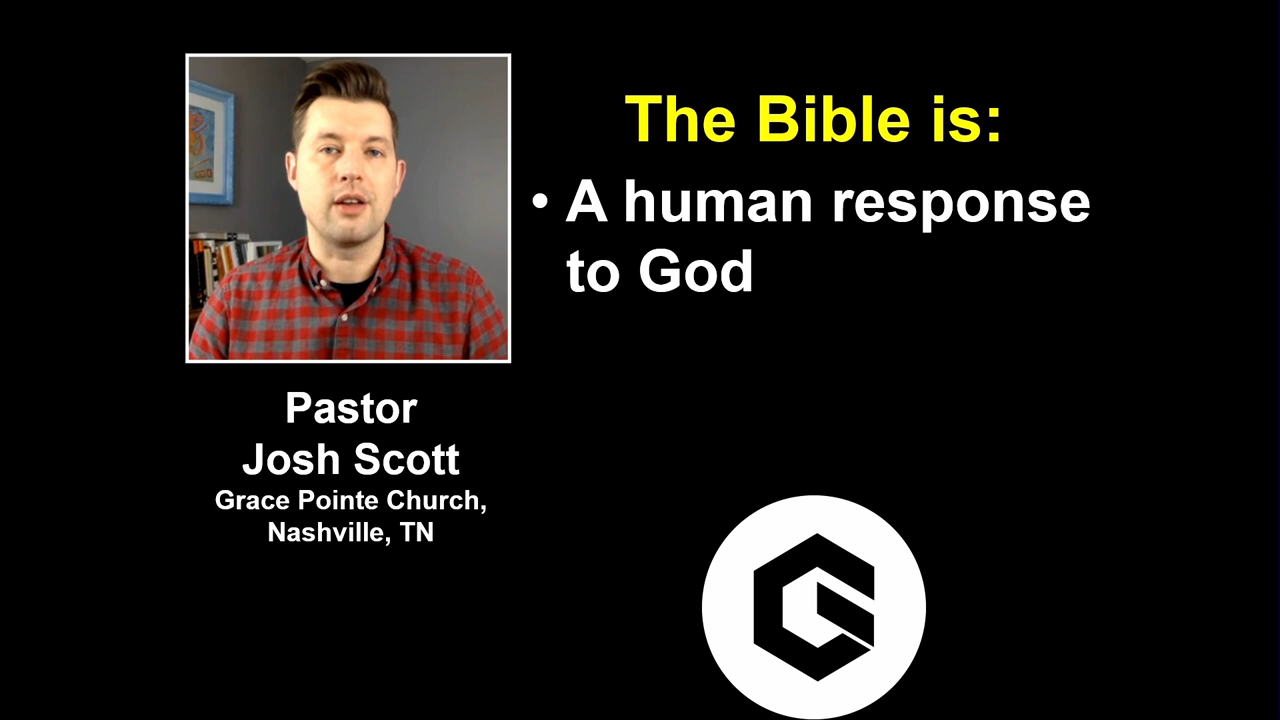 The Bible is:
• A human response
to God
Pastor
Josh Scott
Grace Pointe Church,
Nashville, TN